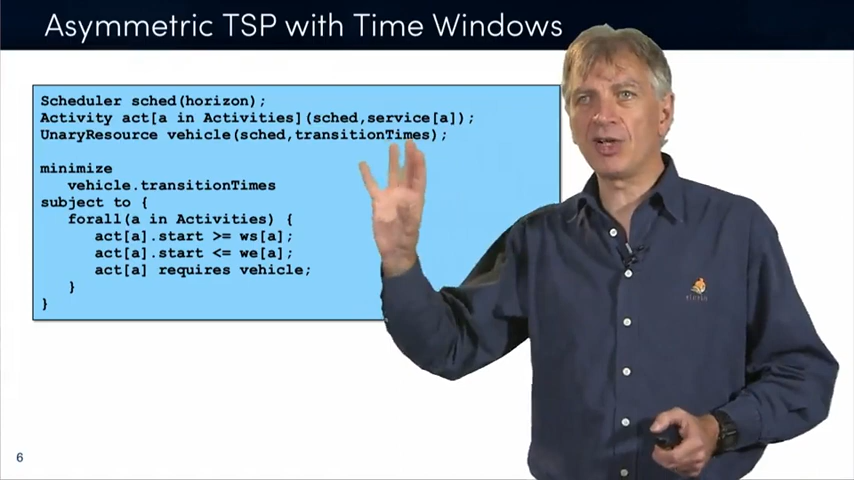 Asymmetric TSP with Time Windows
Scheduler sched(horizon);
Activity act[a in Activities](sched,service[a]);
UnaryResource vehicle(sched,transitionTimes);
minimize
vehicle.transitionTimes
subject to {
forall(a in Activities) {
act[a].start >= ws[a];
act[a].start <= we[a];
act[a] requires vehicle;
}
}
6